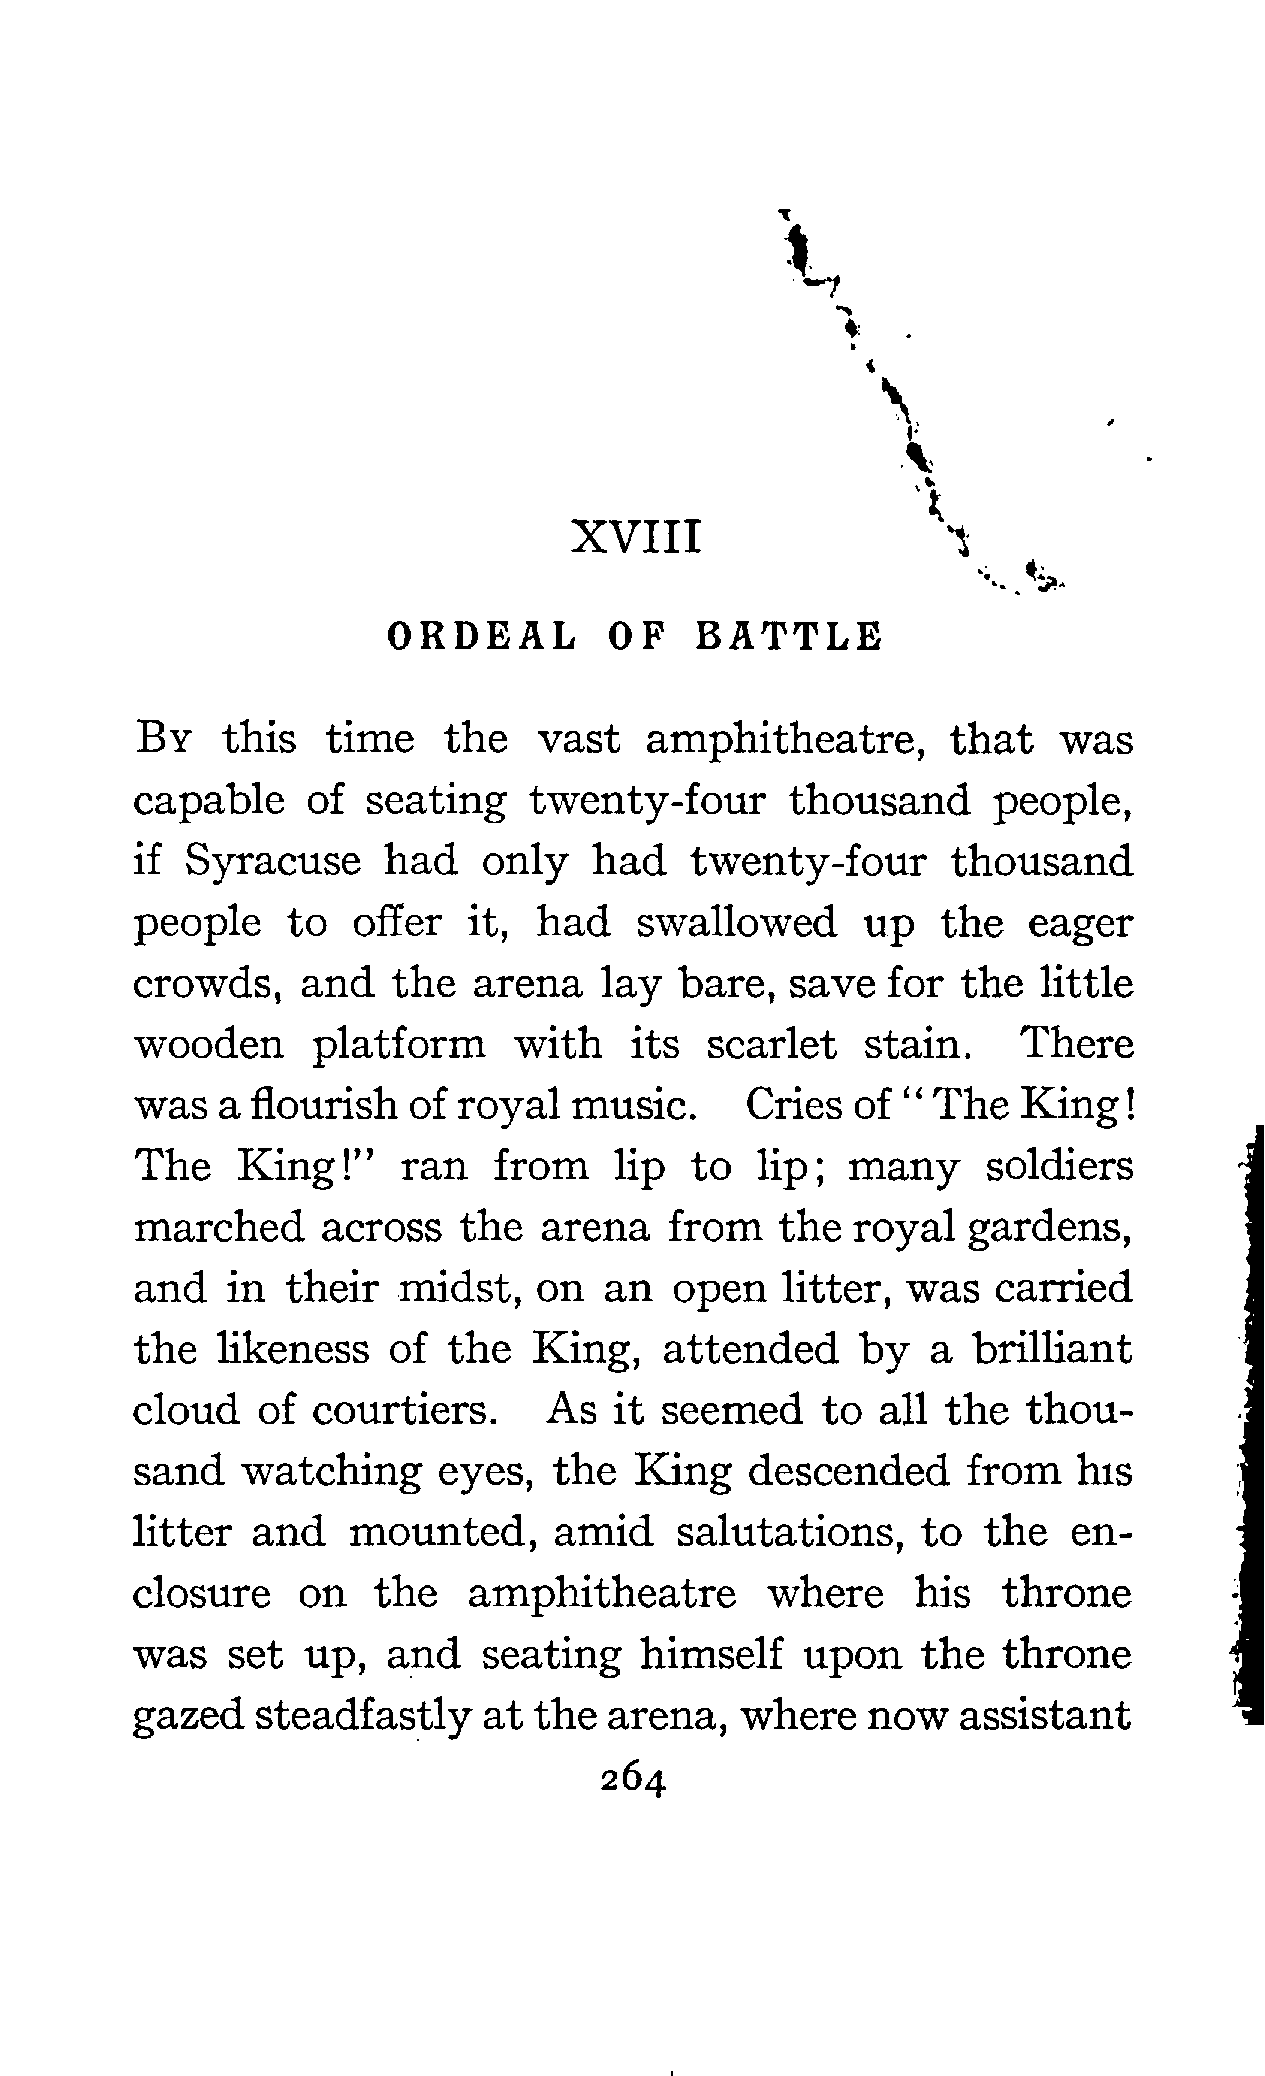 XVIII
ORDEAL OF BATTLE
By this time the vast amphitheatre, that was
capable of seating twenty-four thousand people,
if Syracuse had only had twenty-four thousand
people to offer it, had swallowed up the eager
crowds, and the arena lay bare, save for the little
wooden platform with its scarlet stain. There
was a flourish of royal music. Cries of "The King!
The King!" ran from lip to lip; many soldiers
marched across the arena from the royal gardens,
and in their midst, on an open litter, was carried
the likeness of the King, attended by a brilliant
cloud of courtiers. As it seemed to all the thou-
sand watching eyes, the King descended from his
litter and mounted, amid salutations, to the en-
closure on the amphitheatre where his throne
was set up, and seating himself upon the throne
gazed steadfastly at the arena, where now assistant
264